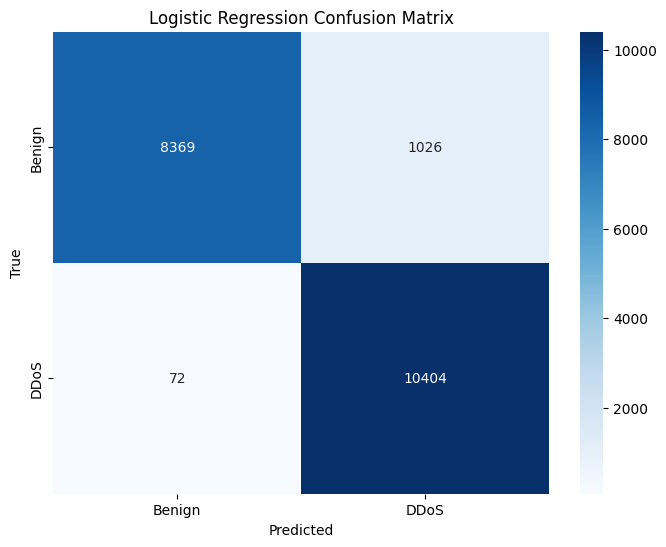 Logistic Regression Confusion Matrix
True
Benign
8369
1026
DDoS
72
10404
Benign
DDoS
Predicted
10000
8000
6000
4000
2000